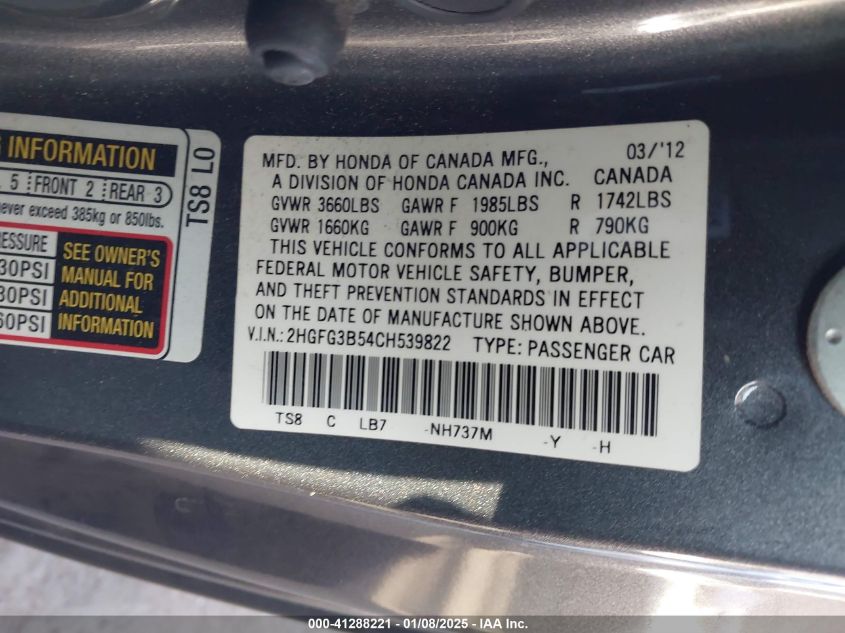 G INFORMATION
5 FRONT 2 REAR 3
never exceed 385kg or 850lbs.
SEE OWNER'S
MANUAL FOR
ADDITIONAL
INFORMATION
30PSI
30PSI
60PSI
TS8 LO
MFD. BY HONDA OF CANADA MFG., 03/'12
A DIVISION OF HONDA CANADA INC. CANADA
GVWR 3660LBS GAWR F 1985LBS R 1742LBS
GVWR 1660KG GAWR F 900KG R 790KG
THIS VEHICLE CONFORMS TO ALL APPLICABLE
FEDERAL MOTOR VEHICLE SAFETY, BUMPER,
AND THEFT PREVENTION STANDARDS IN EFFECT
ON THE DATE OF MANUFACTURE SHOWN ABOVE.
V.I.N.: 2HGFG3B54CH539822 TYPE: PASSENGER CAR
TS8 C LB7 -NH737M -Y -H
000-41288221 - 01/08/2025 - IAA Inc.